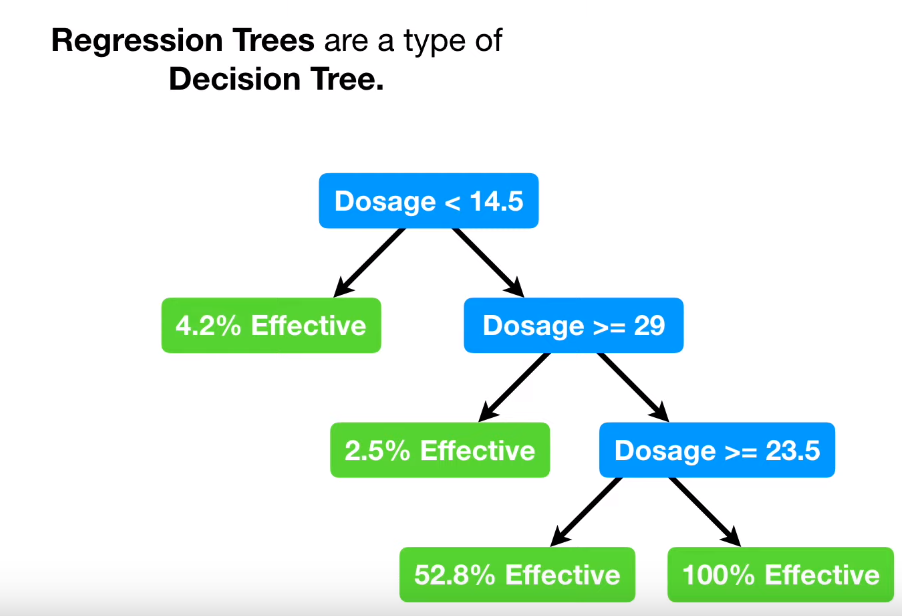 Regression Trees are a type of
Decision Tree.
Dosage < 14.5
4.2% Effective
Dosage >= 29
2.5% Effective
Dosage >= 23.5
52.8% Effective
100% Effective